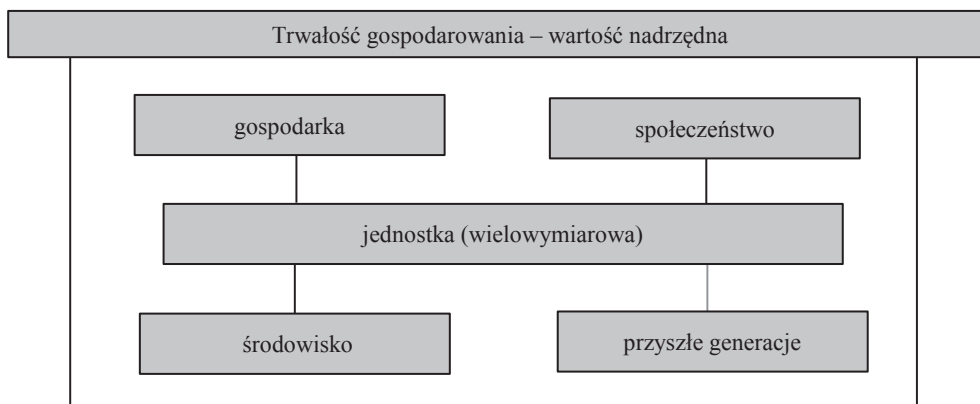 Trwałość gospodarowania – wartość nadrzędna
gospodarka
społeczeństwo
jednostka (wielowymiarowa)
środowisko
przyszłe generacje